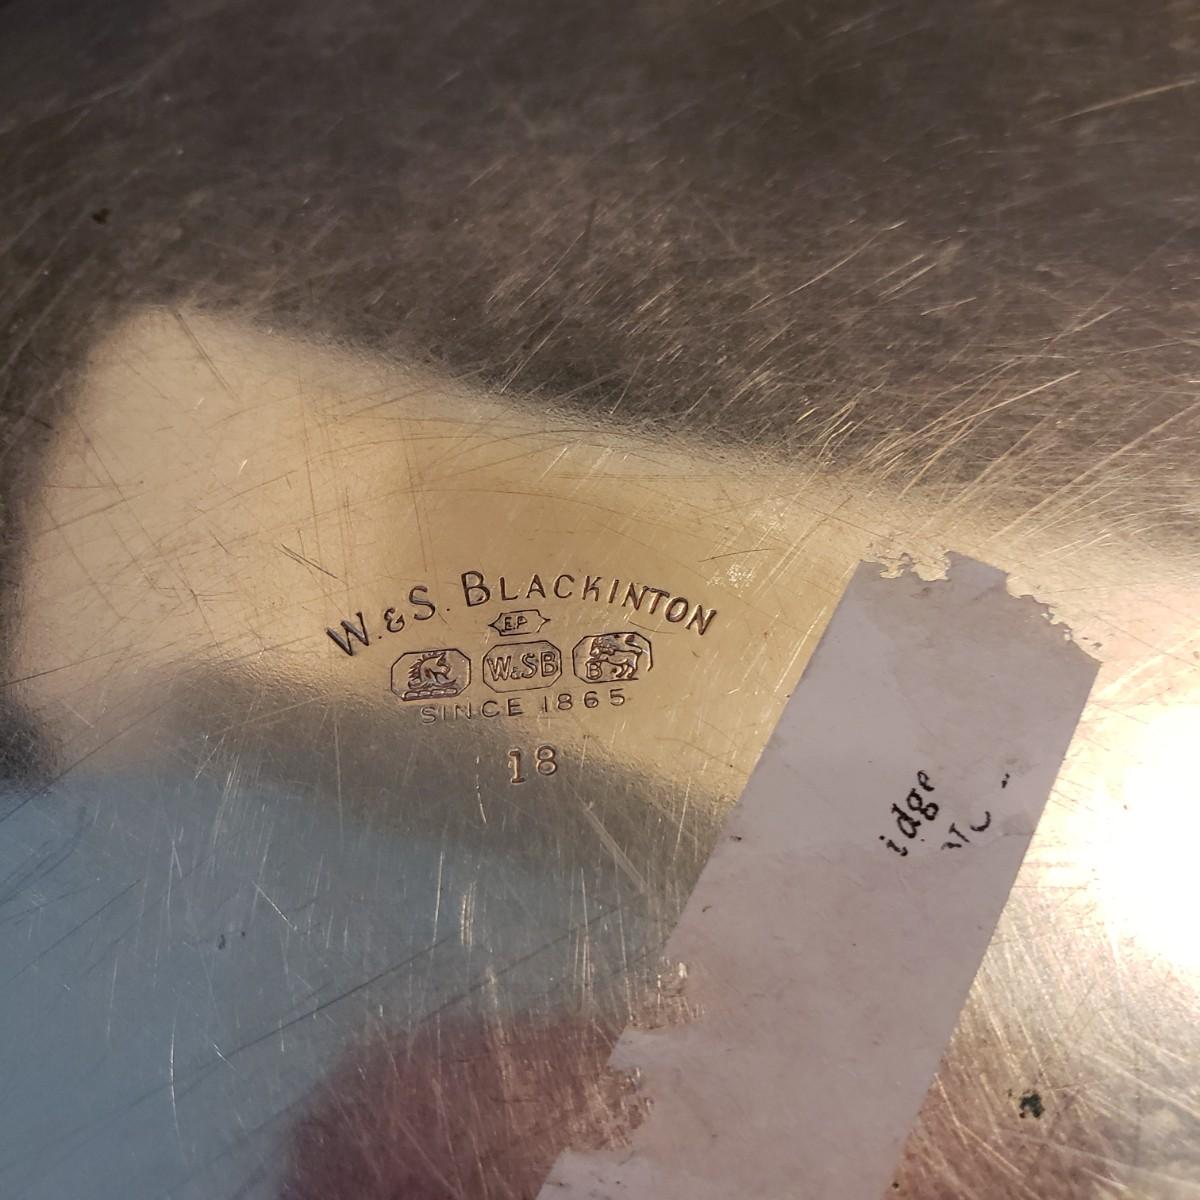 W. & S. BLACKINTON
E.P
W&SB B
SINCE 1865
18
idge